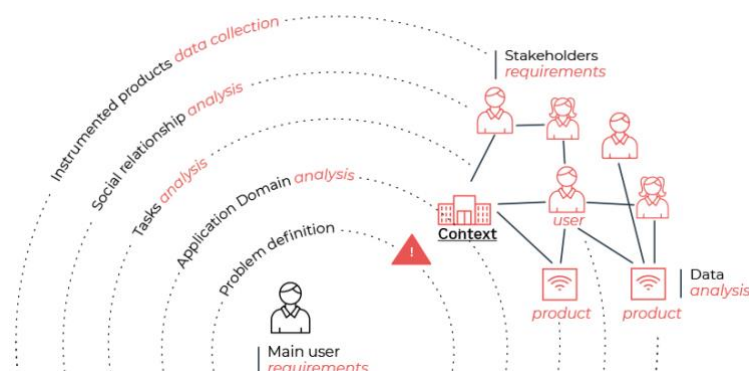 Instrumented products data collection
Social relationship analysis
Tasks analysis
Application Domain analysis
Problem definition
Stakeholders
requirements
user
Context
!
product
product
Data
analysis
Main user
requirements